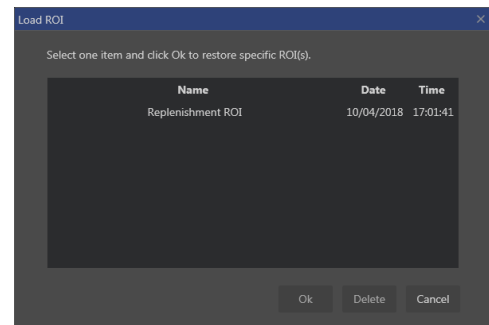 Load ROI
Select one item and click Ok to restore specific ROI(s).
Name Date Time
Replenishment ROI 10/04/2018 17:01:41
Ok Delete Cancel